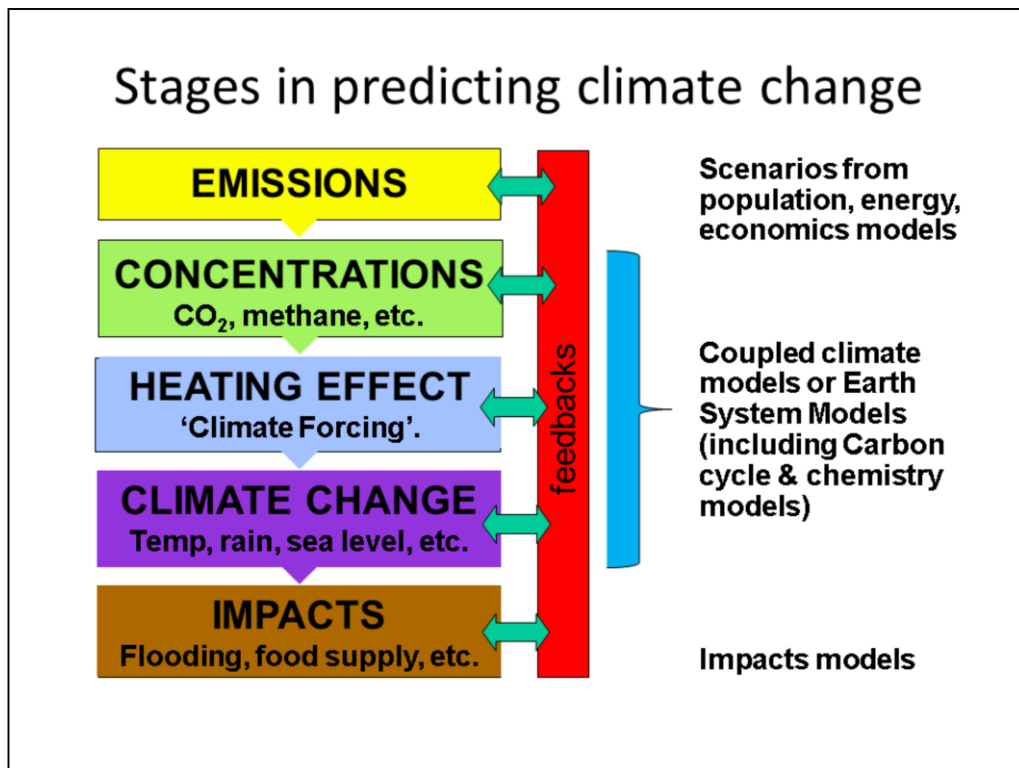 Stages in predicting climate change
EMISSIONS
CONCENTRATIONS
CO₂, methane, etc.
HEATING EFFECT
‘Climate Forcing’.
CLIMATE CHANGE
Temp, rain, sea level, etc.
IMPACTS
Flooding, food supply, etc.
feedbacks
Scenarios from
population, energy,
economics models
Coupled climate
models or Earth
System Models
(including Carbon
cycle & chemistry
models)
Impacts models